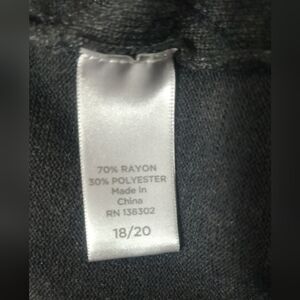 70% RAYON
30% POLYESTER
Made in
China
RN 138302
18/20